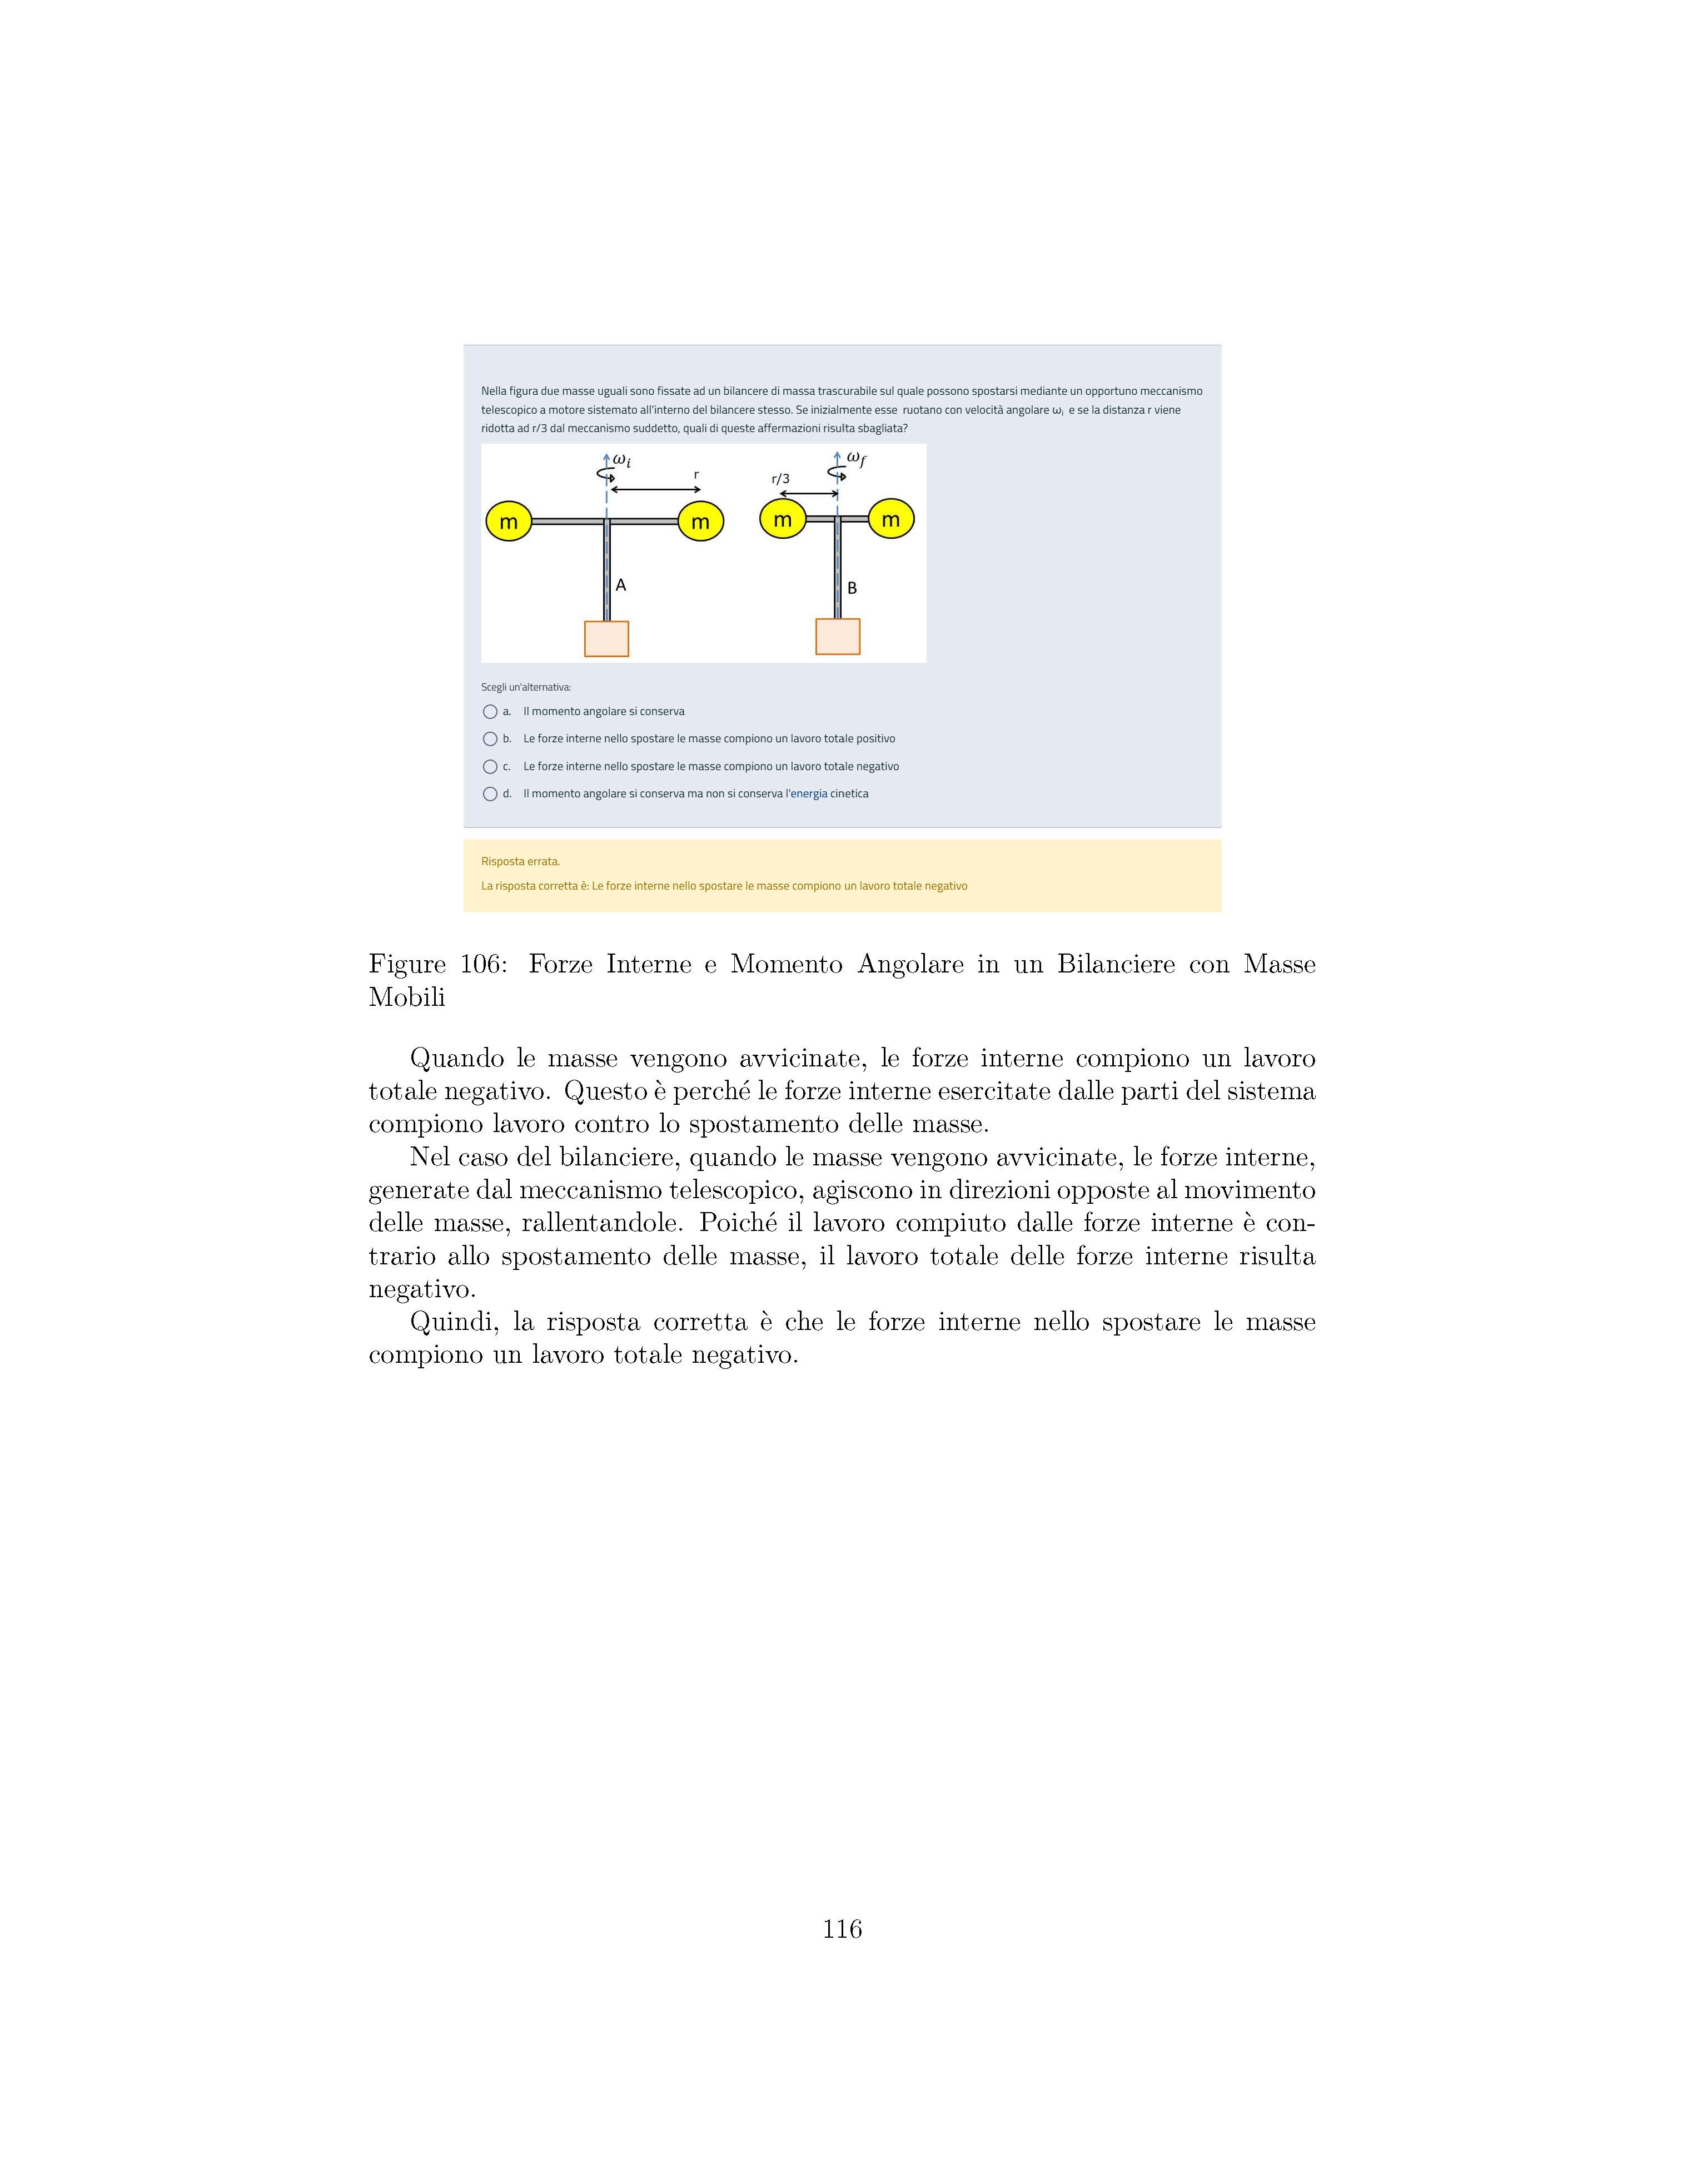 Nella figura due masse uguali sono fissate ad un bilancere di massa trascurabile sul quale possono spostarsi mediante un opportuno meccanismo
telescopico a motore sistemato all'interno del bilancere stesso. Se inizialmente esse ruotano con velocità angolare ωi e se la distanza r viene
ridotta ad r/3 dal meccanismo suddetto, quali di queste affermazioni risulta sbagliata?
ωi
r
m
m
A
ωf
r/3
m
m
B
Scegli un'alternativa:
a. Il momento angolare si conserva
b. Le forze interne nello spostare le masse compiono un lavoro totale positivo
c. Le forze interne nello spostare le masse compiono un lavoro totale negativo
d. Il momento angolare si conserva ma non si conserva l'energia cinetica
Risposta errata.
La risposta corretta è: Le forze interne nello spostare le masse compiono un lavoro totale negativo
Figure 106: Forze Interne e Momento Angolare in un Bilanciere con Masse
Mobili
Quando le masse vengono avvicinate, le forze interne compiono un lavoro
totale negativo. Questo è perché le forze interne esercitate dalle parti del sistema
compiono lavoro contro lo spostamento delle masse.
Nel caso del bilanciere, quando le masse vengono avvicinate, le forze interne,
generate dal meccanismo telescopico, agiscono in direzioni opposte al movimento
delle masse, rallentandole. Poiché il lavoro compiuto dalle forze interne è con-
trario allo spostamento delle masse, il lavoro totale delle forze interne risulta
negativo.
Quindi, la risposta corretta è che le forze interne nello spostare le masse
compiono un lavoro totale negativo.
116